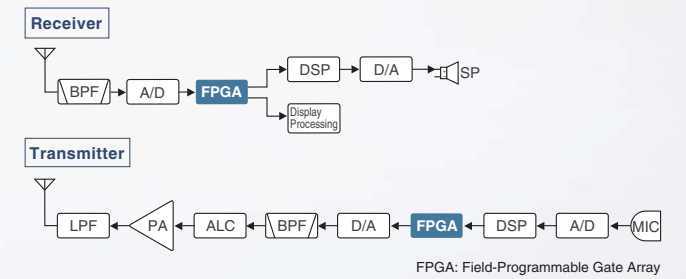 Receiver
BPF A/D FPGA DSP D/A SP
Display
Processing
Transmitter
LPF PA ALC BPF D/A FPGA DSP A/D MIC
FPGA: Field-Programmable Gate Array